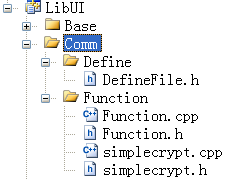 LibUI
Base
Comm
Define
DefineFile.h
Function
Function.cpp
Function.h
simplecrypt.cpp
simplecrypt.h